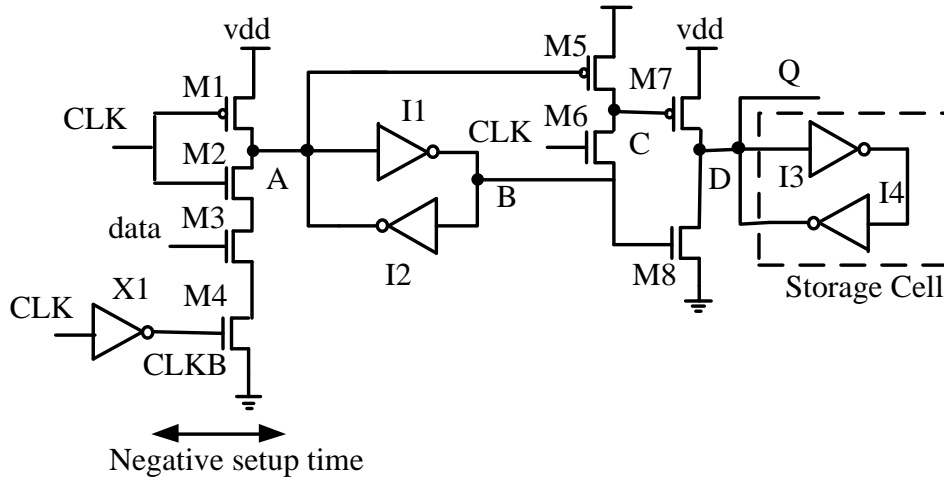 vdd
M5
vdd
M7
Q
M1
CLK
I1
CLK
M6
C
M2
A
B
D
I3
I4
M3
data
I2
M8
Storage Cell
X1
M4
CLK
CLKB
Negative setup time